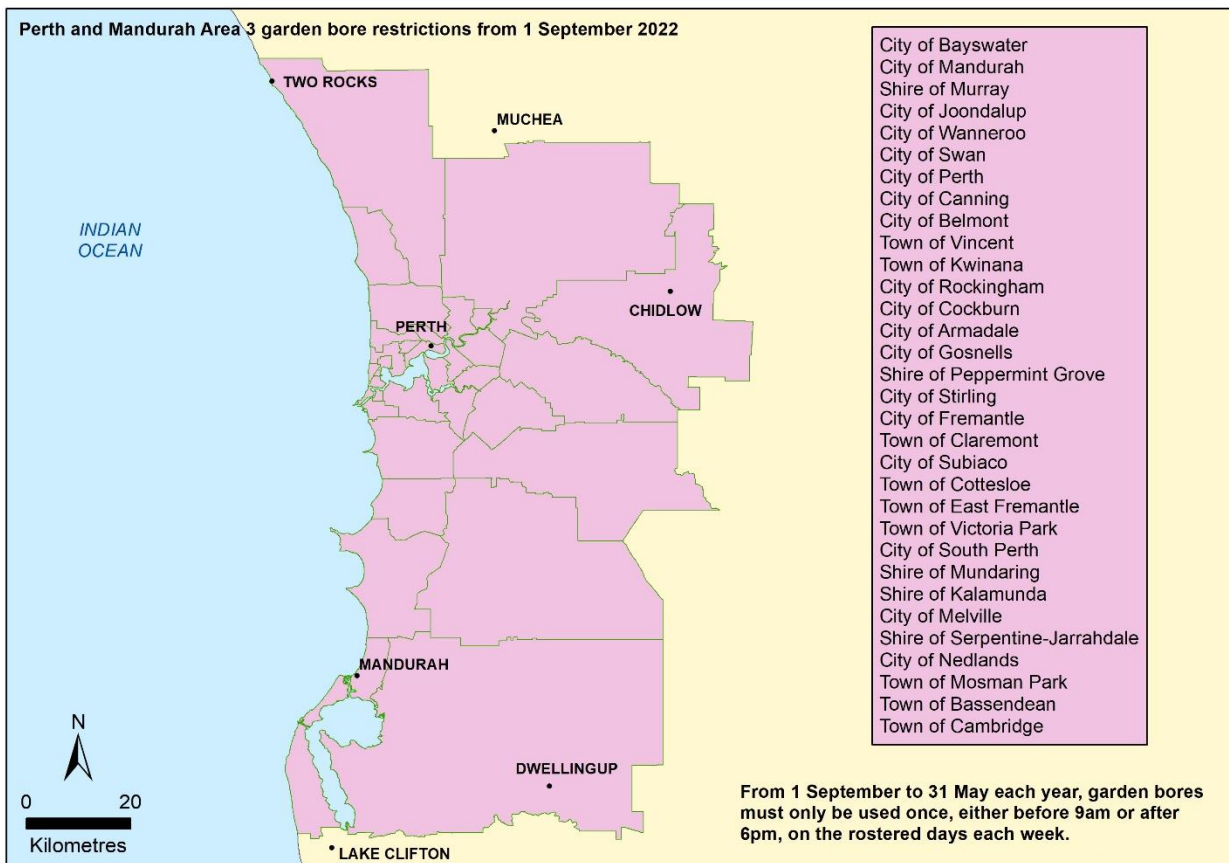 Perth and Mandurah Area 3 garden bore restrictions from 1 September 2022
TWO ROCKS
MUCHEA
INDIAN
OCEAN
CHIDLOW
PERTH
MANDURAH
DWELLINGUP
LAKE CLIFTON
N
0 20
Kilometres
City of Bayswater
City of Mandurah
Shire of Murray
City of Joondalup
City of Wanneroo
City of Swan
City of Perth
City of Canning
City of Belmont
Town of Vincent
Town of Kwinana
City of Rockingham
City of Cockburn
City of Armadale
City of Gosnells
Shire of Peppermint Grove
City of Stirling
City of Fremantle
Town of Claremont
City of Subiaco
Town of Cottesloe
Town of East Fremantle
Town of Victoria Park
City of South Perth
Shire of Mundaring
Shire of Kalamunda
City of Melville
Shire of Serpentine-Jarrahdale
City of Nedlands
Town of Mosman Park
Town of Bassendean
Town of Cambridge
From 1 September to 31 May each year, garden bores
must only be used once, either before 9am or after
6pm, on the rostered days each week.